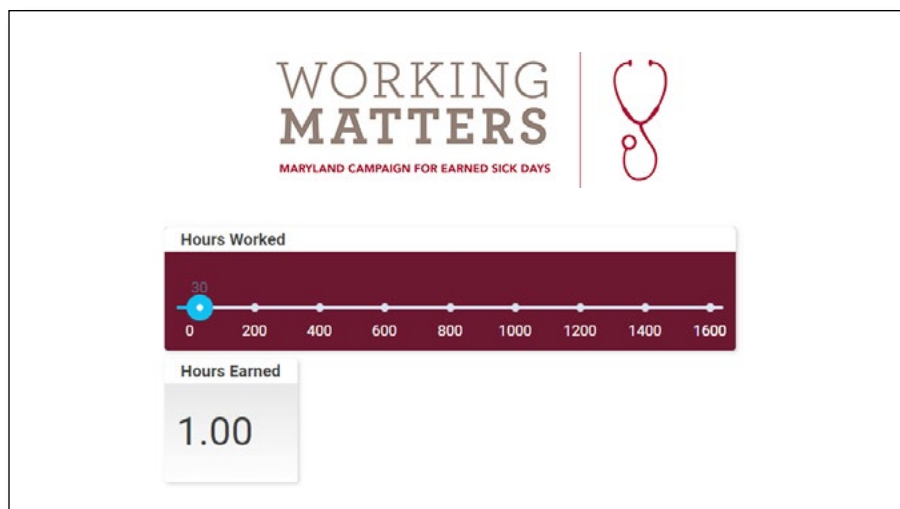 WORKING
MATTERS
MARYLAND CAMPAIGN FOR EARNED SICK DAYS
Hours Worked
30
0 200 400 600 800 1000 1200 1400 1600
Hours Earned
1.00